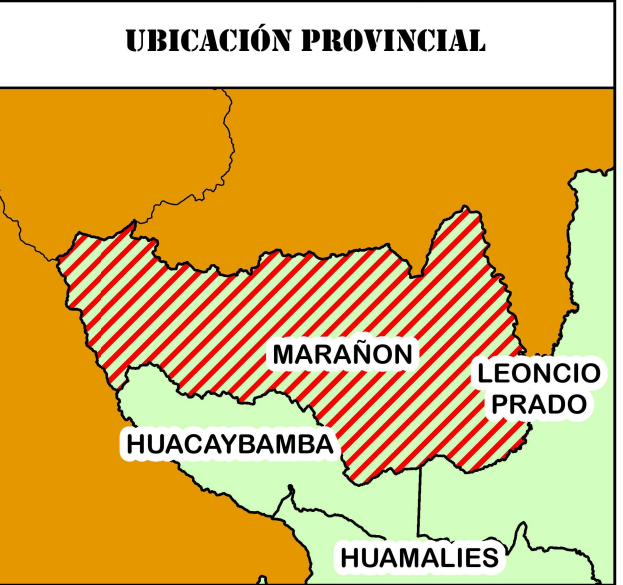 UBICACIÓN PROVINCIAL
MARAÑON
LEONCIO
PRADO
HUACAYBAMBA
HUAMALIES